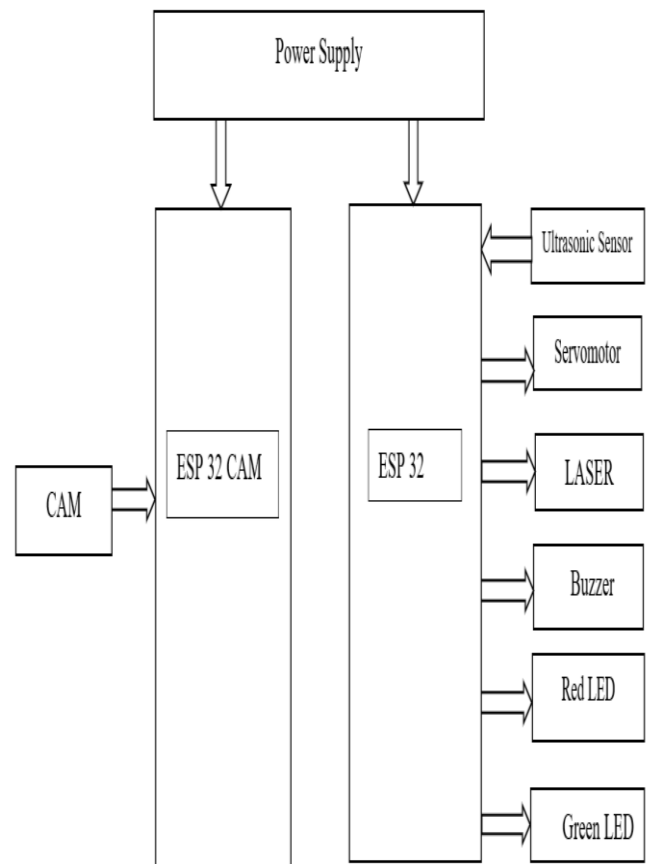 Power Supply
Ultrasonic Sensor
Servomotor
ESP 32 CAM
ESP 32
LASER
CAM
Buzzer
Red LED
Green LED